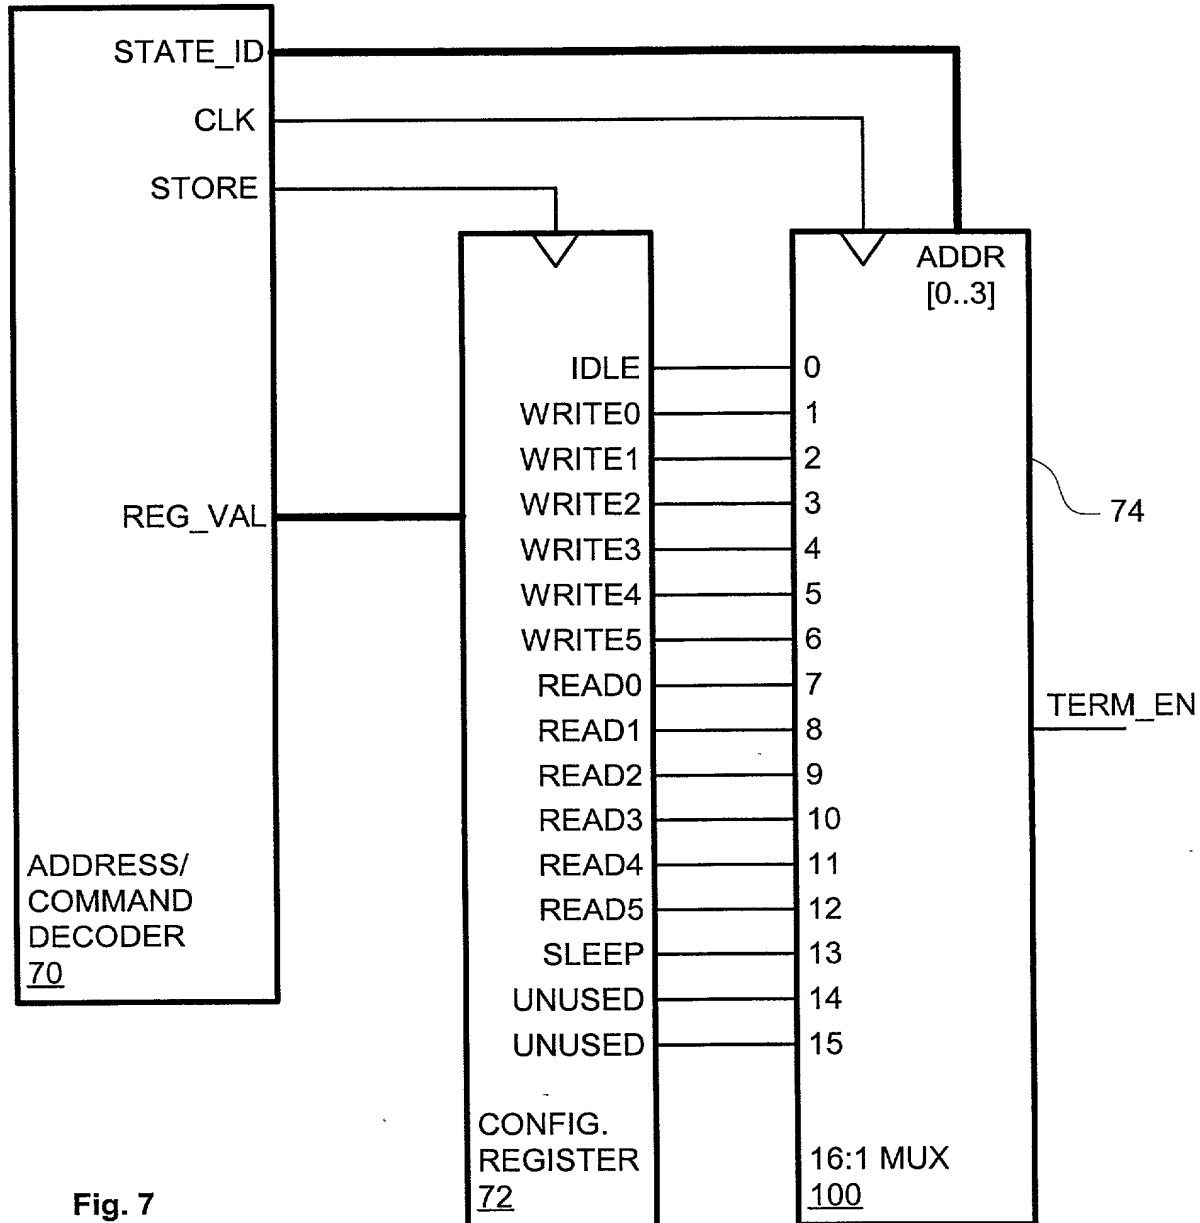 STATE_ID
CLK
STORE
REG_VAL
ADDRESS/
COMMAND
DECODER
70
IDLE
WRITE0
WRITE1
WRITE2
WRITE3
WRITE4
WRITE5
READ0
READ1
READ2
READ3
READ4
READ5
SLEEP
UNUSED
UNUSED
CONFIG.
REGISTER
72
ADDR
[0..3]
0
1
2
3
4
5
6
7
8
9
10
11
12
13
14
15
16:1 MUX
100
74
TERM_EN
Fig. 7